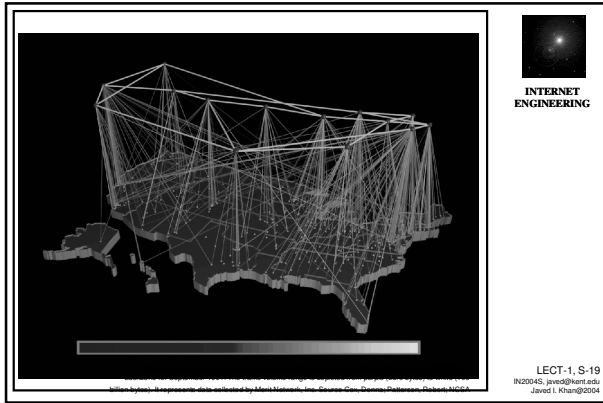 INTERNET
ENGINEERING
billion bytes). It represents data collected by Merit Network, Inc. Source Cox, Donna; Patterson, Robert; NCSA
LECT-1, S-19
IN2004S, javed@kent.edu
Javed I. Khan@2004